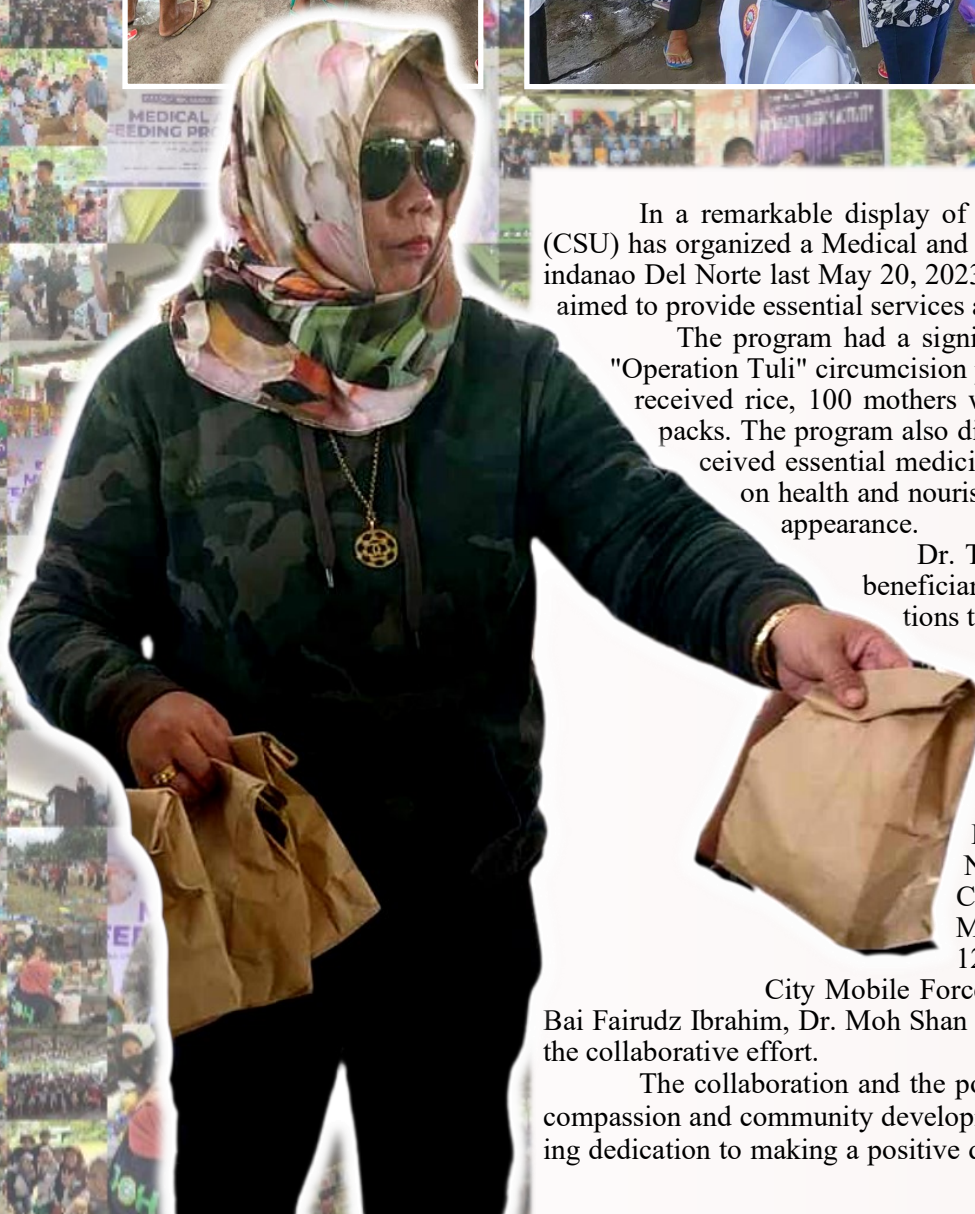 MEDICAL
FEEDING PRO
In a remarkable display of
(CSU) has organized a Medical and
indanao Del Norte last May 20, 2023
aimed to provide essential services a
The program had a signi
"Operation Tuli" circumcision
received rice, 100 mothers w
packs. The program also di
ceived essential medici
on health and nouris
appearance.
Dr. T
beneficiar
tions t
N
C
M
12
City Mobile Forc
Bai Fairudz Ibrahim, Dr. Moh Shan
the collaborative effort.
The collaboration and the po
compassion and community develop
ing dedication to making a positive d